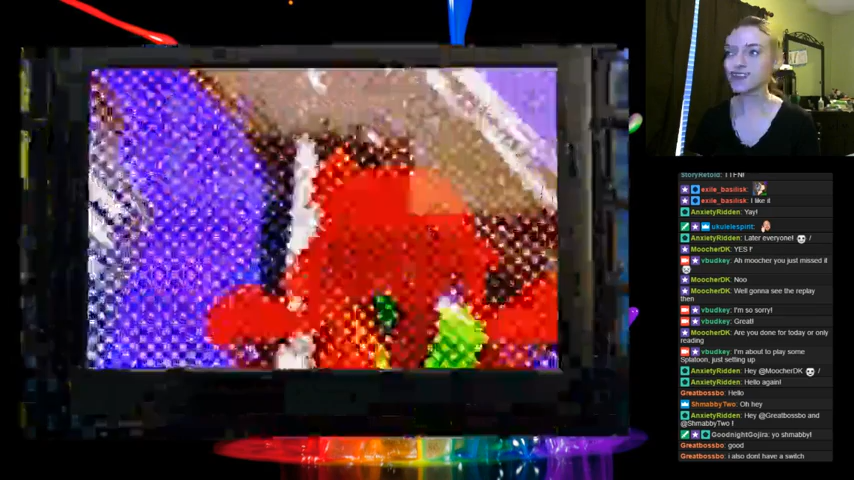 StoryRetold: TTFN!
exile_basilisk:
exile_basilisk: I like it
AnxietyRidden: Yay!
ukulelespirit:
AnxietyRidden: Later everyone! /
MoocherDK: YES F
vbudkey: Ah moocher you just missed it
MoocherDK: Noo
MoocherDK: Well gonna see the replay
then
vbudkey: I'm so sorry!
vbudkey: Great!
MoocherDK: Are you done for today or only
reading
vbudkey: I'm about to play some
Splatoon, just setting up
AnxietyRidden: Hey @MoocherDK /
AnxietyRidden: Hello again!
Greatbossbo: Hello
ShmabbyTwo: Oh hey
AnxietyRidden: Hey @Greatbossbo and
@ShmabbyTwo !
GoodnightGojira: yo shmabby!
Greatbossbo: good
Greatbossbo: i also dont have a switch